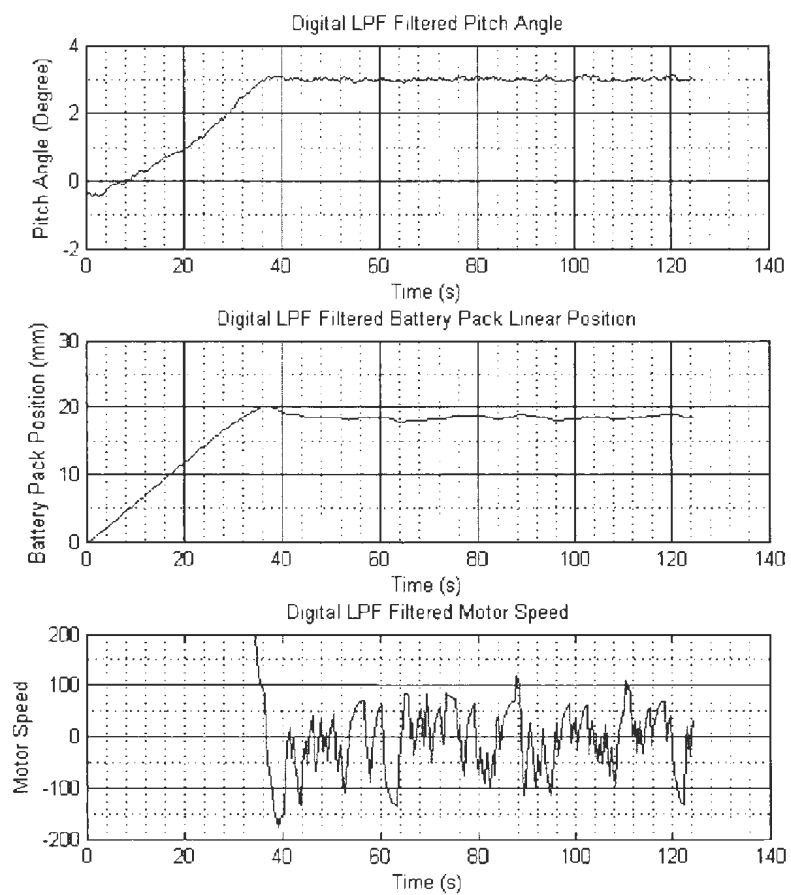 Digital LPF Filtered Pitch Angle
Pitch Angle (Degree)
4
2
0
-2
0 20 40 60 80 100 120 140
Time (s)
Digital LPF Filtered Battery Pack Linear Position
Battery Pack Position (mm)
30
20
10
0
0 20 40 60 80 100 120 140
Time (s)
Digital LPF Filtered Motor Speed
Motor Speed
200
100
0
-100
-200
0 20 40 60 80 100 120 140
Time (s)